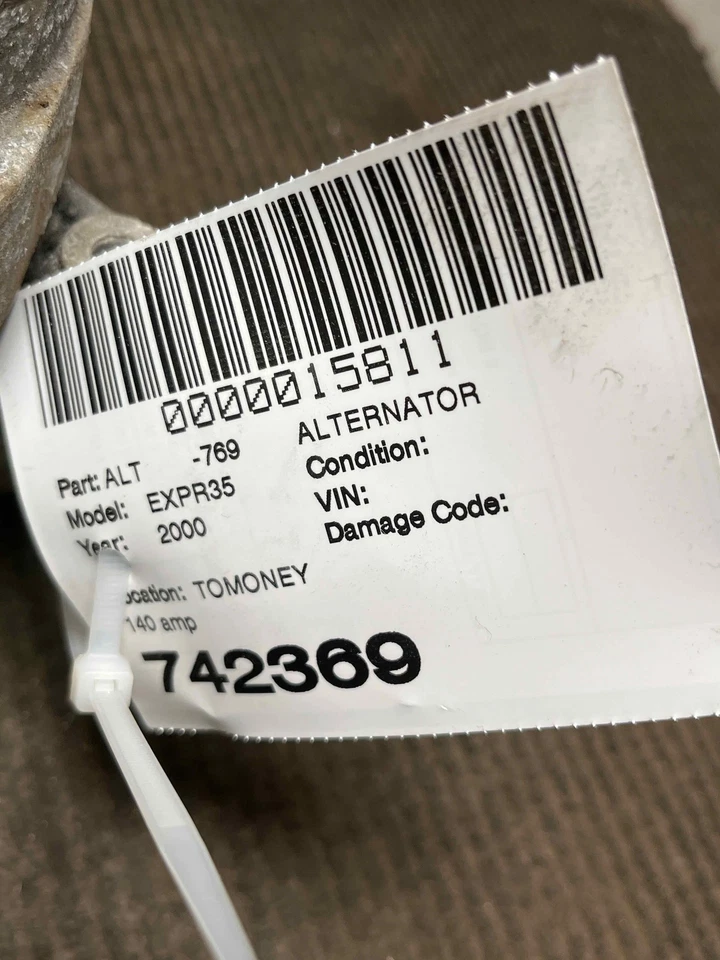 0000015811
Part: ALT -769 ALTERNATOR
Model: EXPR35 Condition:
Year: 2000 VIN:
Damage Code:
ocation: TOMONEY
140 amp
742369